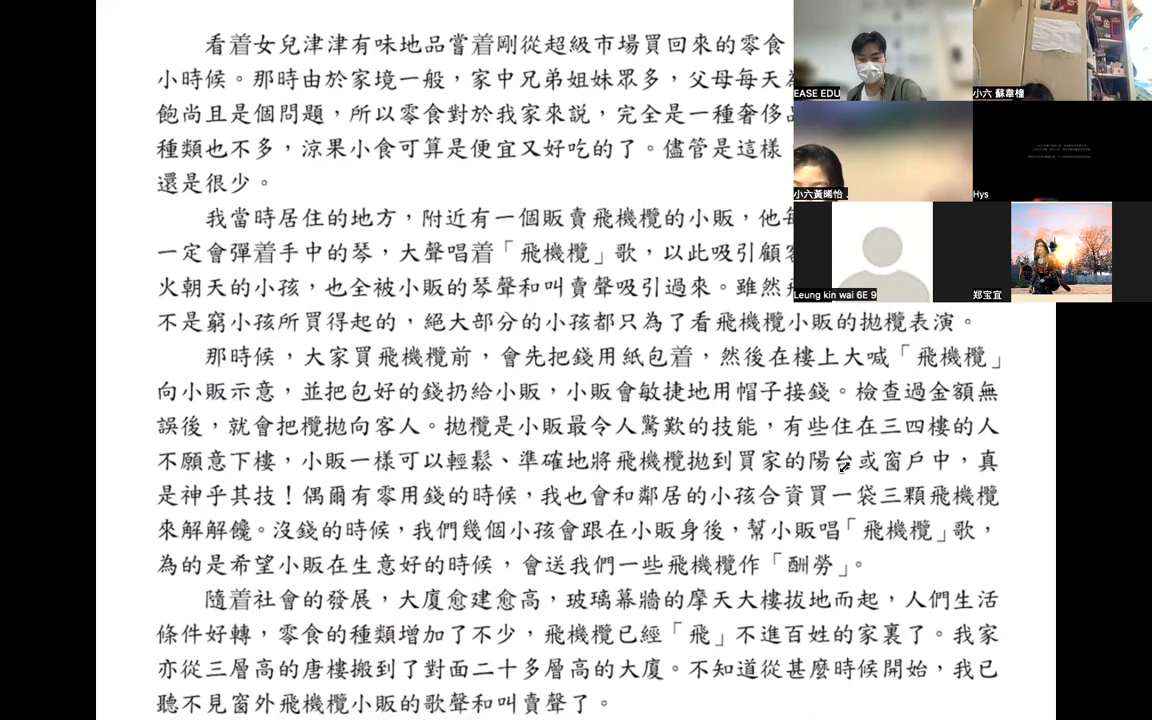 看着女兒津津有味地品嘗着剛從超級市場買回來的零食
小時候。那時由於家境一般，家中兄弟姐妹眾多，父母每天
飽尚且是個問題，所以零食對於我家來說，完全是一種奢侈
種類也不多，涼果小食可算是便宜又好吃的了。儘管是這樣
還是很少。
我當時居住的地方，附近有一個販賣飛機欖的小販，他
一定會彈着手中的琴，大聲唱着「飛機欖」歌，以此吸引顧
火朝天的小孩，也全被小販的琴聲和叫賣聲吸引過來。雖然
不是窮小孩所買得起的，絕大部分的小孩都只為了看飛機欖小販的拋欖表演。
那時候，大家買飛機欖前，會先把錢用紙包着，然後在樓上大喊「飛機欖」
向小販示意，並把包好的錢扔給小販，小販會敏捷地用帽子接錢。檢查過金額無
誤後，就會把欖拋向客人。拋欖是小販最令人驚歎的技能，有些住在三四樓的人
不願意下樓，小販一樣可以輕鬆、準確地將飛機欖拋到買家的陽台或窗戶中，真
是神乎其技！偶爾有零用錢的時候，我也會和鄰居的小孩合資買一袋三顆飛機欖
來解解饞。沒錢的時候，我們幾個小孩會跟在小販身後，幫小販唱「飛機欖」歌，
為的是希望小販在生意好的時候，會送我們一些飛機欖作「酬勞」。
隨着社會的發展，大廈愈建愈高，玻璃幕牆的摩天大樓拔地而起，人們生活
條件好轉，零食的種類增加了不少，飛機欖已經「飛」不進百姓的家裏了。我家
亦從三層高的唐樓搬到了對面二十多層高的大廈。不知道從甚麼時候開始，我已
聽不見窗外飛機欖小販的歌聲和叫賣聲了。
EASE EDU
小六 蘇韋橦
小六黃晞怡
Hys
Leung kin wai 6E 9
郑宝宜